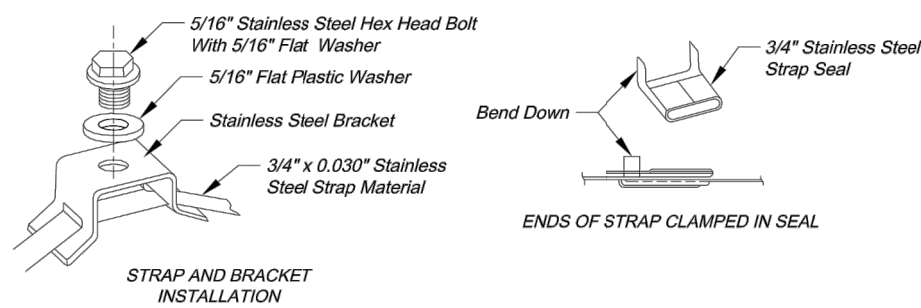 5/16" Stainless Steel Hex Head Bolt
With 5/16" Flat Washer
5/16" Flat Plastic Washer
Stainless Steel Bracket
3/4" x 0.030" Stainless
Steel Strap Material
STRAP AND BRACKET
INSTALLATION
3/4" Stainless Steel
Strap Seal
Bend Down
ENDS OF STRAP CLAMPED IN SEAL